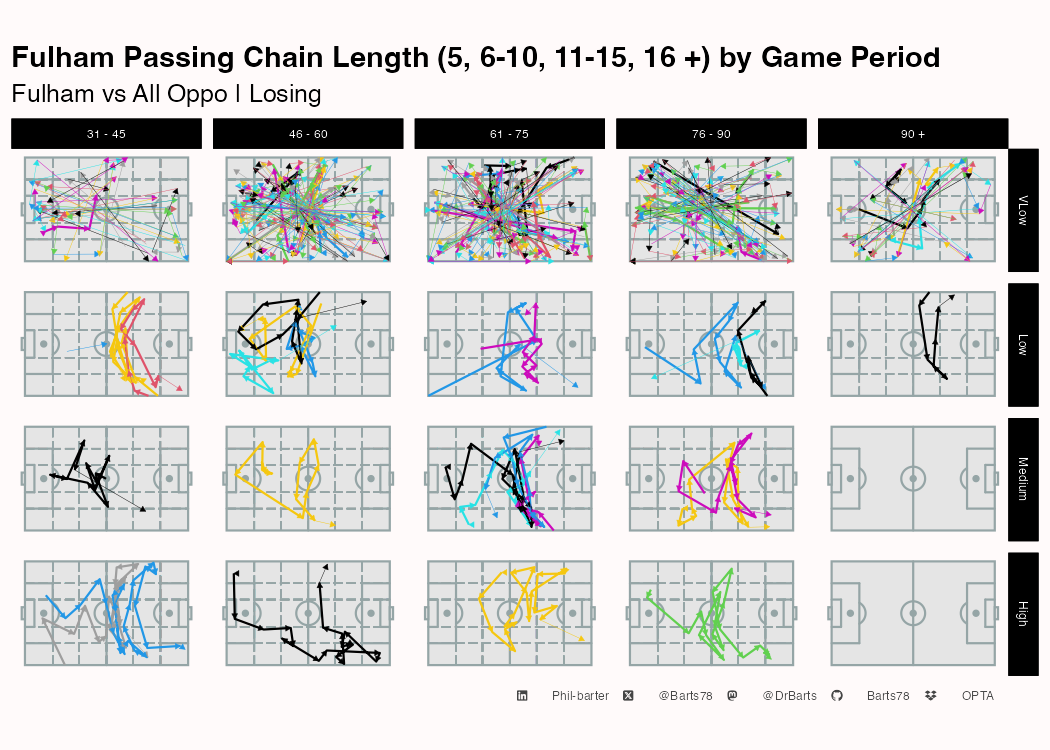 Fulham Passing Chain Length (5, 6-10, 11-15, 16 +) by Game Period
Fulham vs All Oppo | Losing
31 - 45
46 - 60
61 - 75
76 - 90
90 +
VLow
Low
Medium
High
Phil-barter @Barts78 @DrBarts Barts78 OPTA